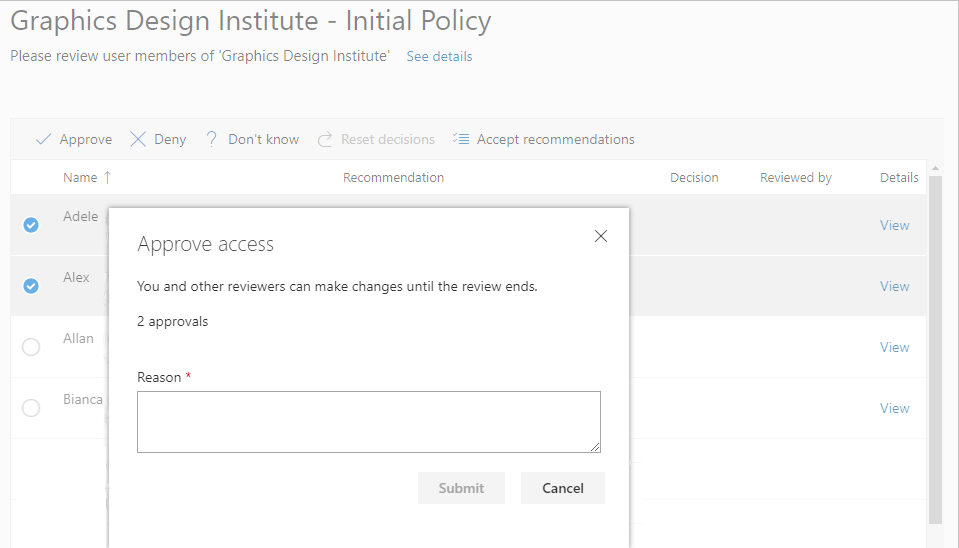 Graphics Design Institute - Initial Policy
Please review user members of 'Graphics Design Institute' See details
Approve Deny ? Don't know Reset decisions Accept recommendations
Name ↑ Recommendation Decision Reviewed by Details
Adele View
Alex View
Allan View
Bianca View
Approve access
You and other reviewers can make changes until the review ends.
2 approvals
Reason *
Submit Cancel